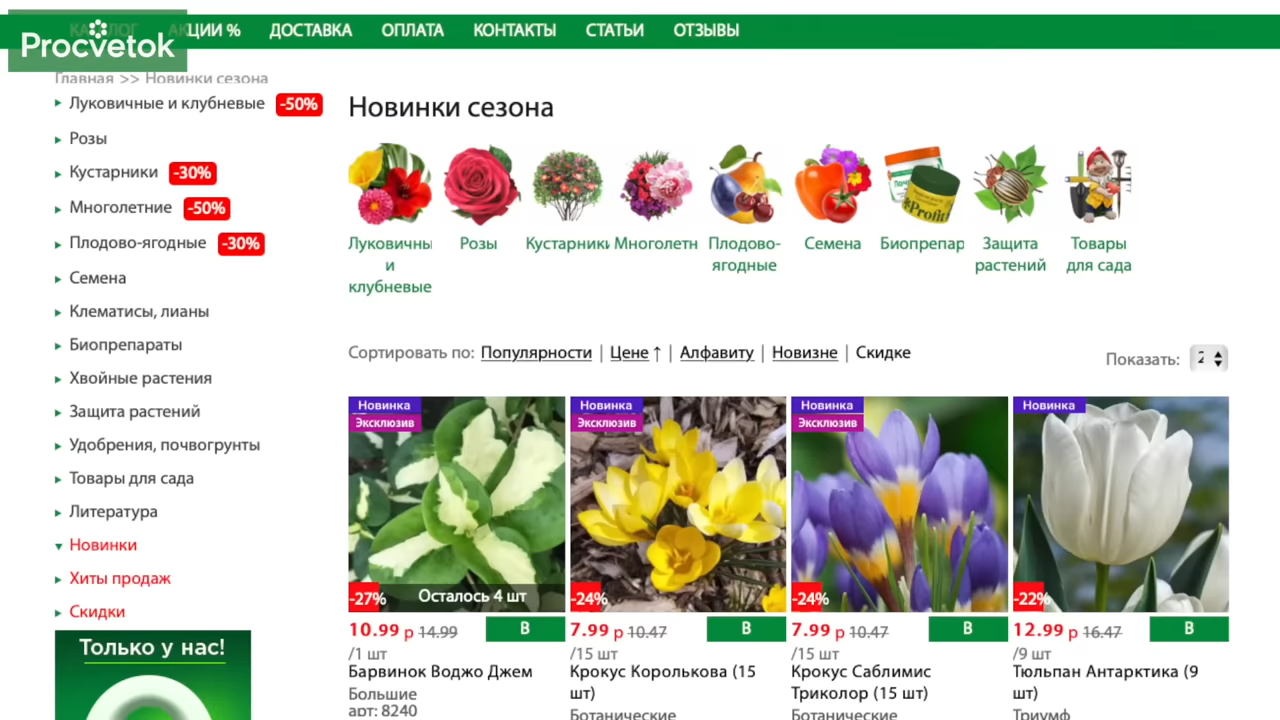 КАТАЛОГ АКЦИИ % ДОСТАВКА ОПЛАТА КОНТАКТЫ СТАТЬИ ОТЗЫВЫ
Procvetok
Главная >> Новинки сезона
Луковичные и клубневые -50%
Розы
Кустарники -30%
Многолетние -50%
Плодово-ягодные -30%
Семена
Клематисы, лианы
Биопрепараты
Хвойные растения
Защита растений
Удобрения, почвогрунты
Товары для сада
Литература
Новинки
Хиты продаж
Скидки
Только у нас!
Новинки сезона
Луковичны
и
клубневые
Розы
Кустарники
Многолетн
Плодово-
ягодные
Семена
Биопрепар
Защита
растений
Товары
для сада
Сортировать по: Популярности | Цене ↑ | Алфавиту | Новизне | Скидке
Показать: 2
Новинка
Эксклюзив
-27%
Осталось 4 шт
10.99 р 14.99 В
/1 шт
Барвинок Воджо Джем
Большие
арт: 8240
Новинка
Эксклюзив
-24%
7.99 р 10.47 В
/15 шт
Крокус Королькова (15
шт)
Ботанические
Новинка
Эксклюзив
-24%
7.99 р 10.47 В
/15 шт
Крокус Саблимис
Триколор (15 шт)
Ботанические
Новинка
-22%
12.99 р 16.47 В
/9 шт
Тюльпан Антарктика (9
шт)
Триумф